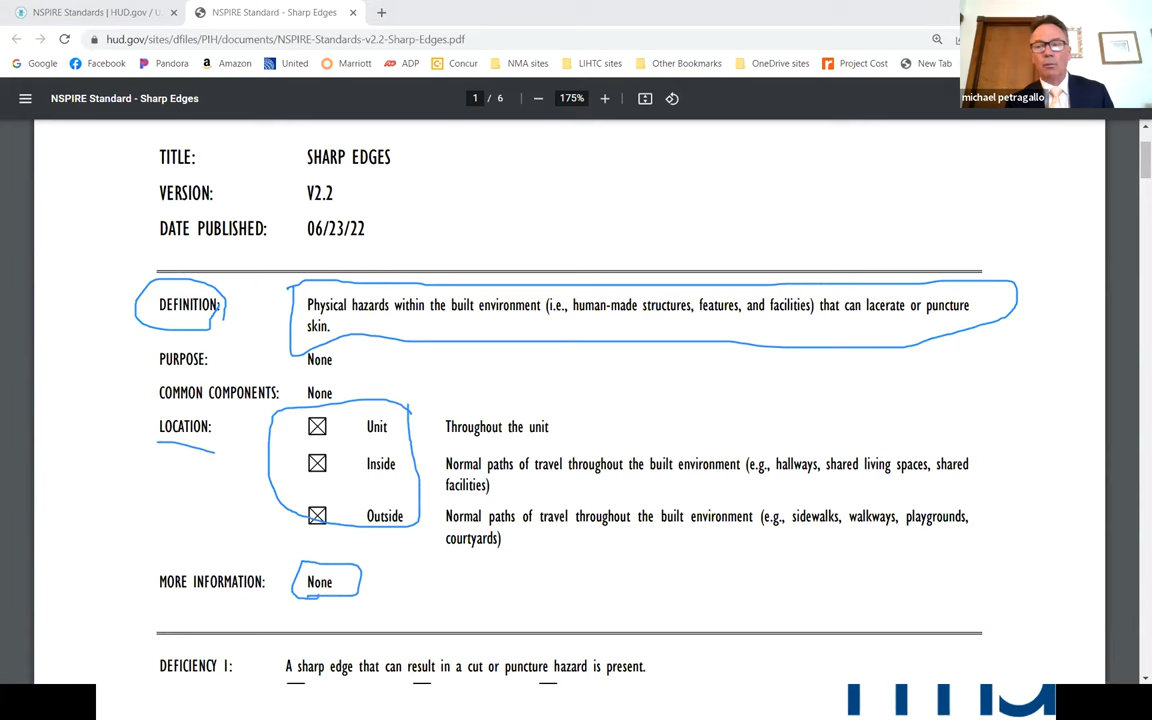 NSPIRE Standards | HUD.gov / U
NSPIRE Standard - Sharp Edges
hud.gov/sites/dfiles/PIH/documents/NSPIRE-Standards-v2.2-Sharp-Edges.pdf
Google Facebook Pandora Amazon United Marriott ADP Concur NMA sites LIHTC sites Other Bookmarks OneDrive sites Project Cost New Tab
michael petragallo
NSPIRE Standard - Sharp Edges
1 / 6
175%
TITLE: SHARP EDGES
VERSION: V2.2
DATE PUBLISHED: 06/23/22
DEFINITION: Physical hazards within the built environment (i.e., human-made structures, features, and facilities) that can lacerate or puncture
skin.
PURPOSE: None
COMMON COMPONENTS: None
LOCATION: Unit Throughout the unit
Inside Normal paths of travel throughout the built environment (e.g., hallways, shared living spaces, shared
facilities)
Outside Normal paths of travel throughout the built environment (e.g., sidewalks, walkways, playgrounds,
courtyards)
MORE INFORMATION: None
DEFICIENCY 1: A sharp edge that can result in a cut or puncture hazard is present.